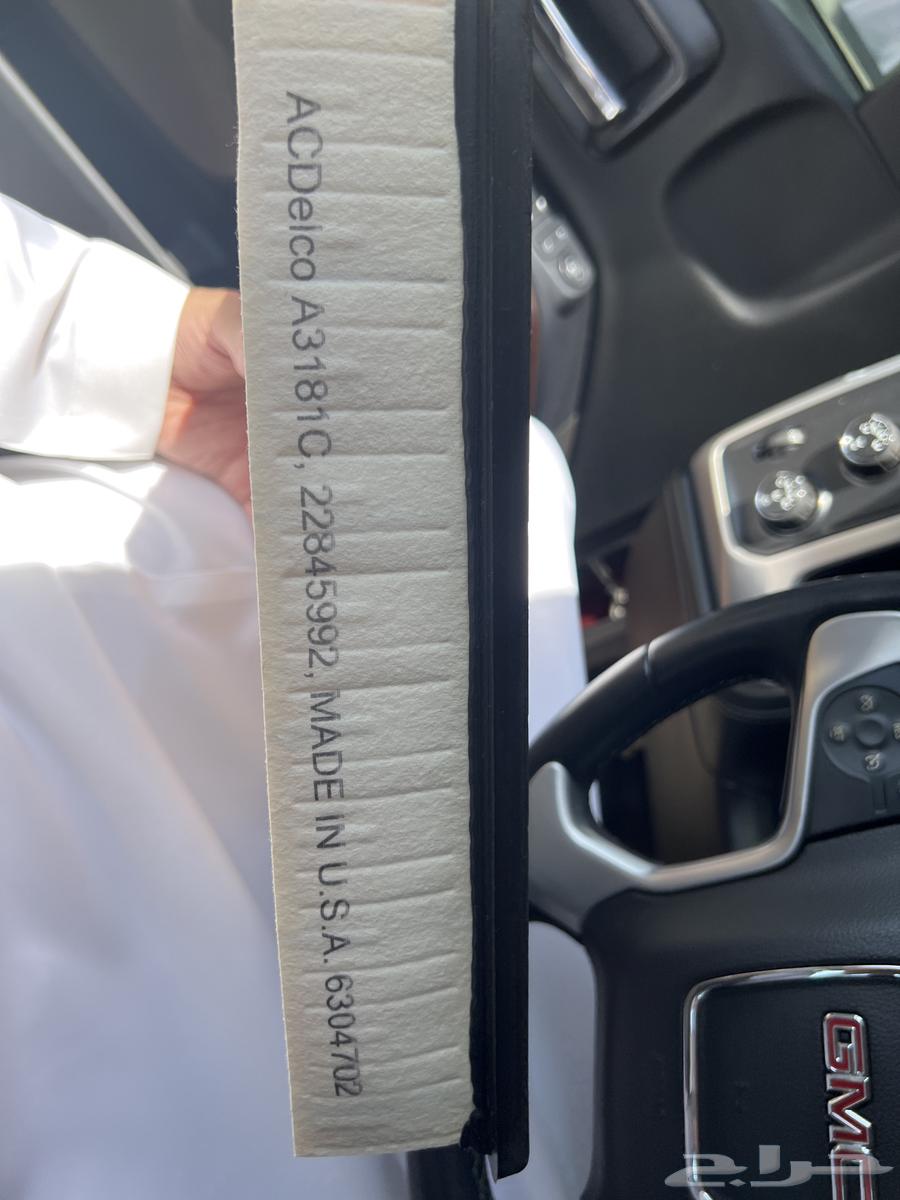 ACDelco A3181C, 22845992, MADE IN U.S.A. 6304702
GMC
حراج